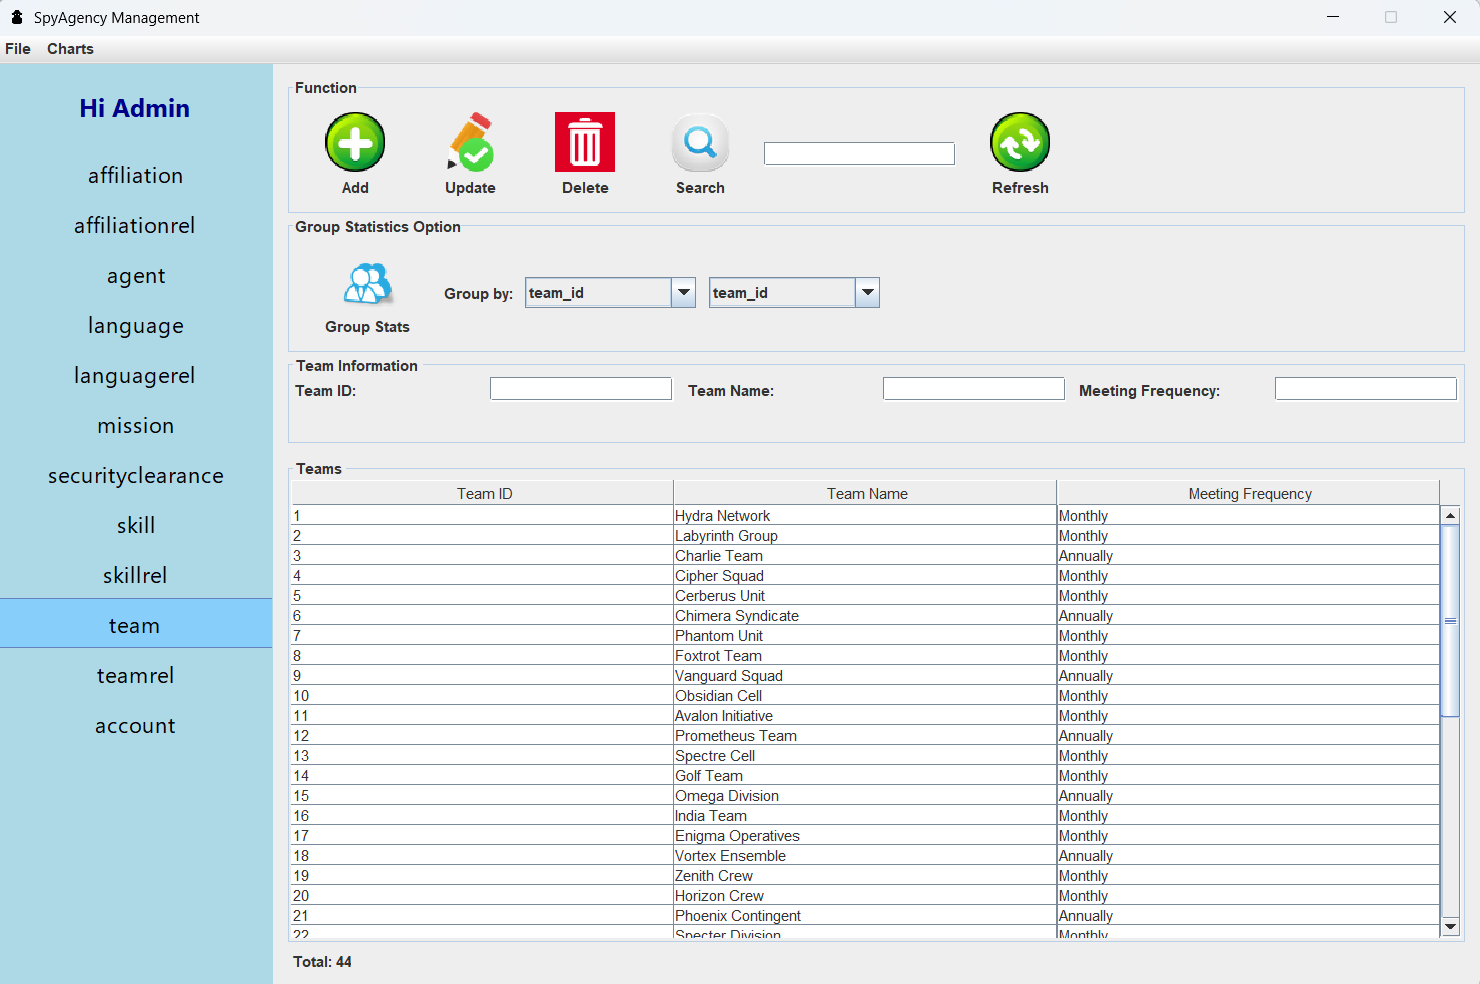 SpyAgency Management
File Charts
Hi Admin
affiliation
affiliationrel
agent
language
languagerel
mission
securityclearance
skill
skillrel
team
teamrel
account
Function
Add Update Delete Search Refresh
Group Statistics Option
Group Stats
Group by: team_id team_id
Team Information
Team ID: Team Name: Meeting Frequency:
Teams
Team ID Team Name Meeting Frequency
1 Hydra Network Monthly
2 Labyrinth Group Monthly
3 Charlie Team Annually
4 Cipher Squad Monthly
5 Cerberus Unit Monthly
6 Chimera Syndicate Annually
7 Phantom Unit Monthly
8 Foxtrot Team Monthly
9 Vanguard Squad Annually
10 Obsidian Cell Monthly
11 Avalon Initiative Monthly
12 Prometheus Team Annually
13 Spectre Cell Monthly
14 Golf Team Monthly
15 Omega Division Annually
16 India Team Monthly
17 Enigma Operatives Monthly
18 Vortex Ensemble Annually
19 Zenith Crew Monthly
20 Horizon Crew Monthly
21 Phoenix Contingent Annually
22 Specter Division Monthly
Total: 44